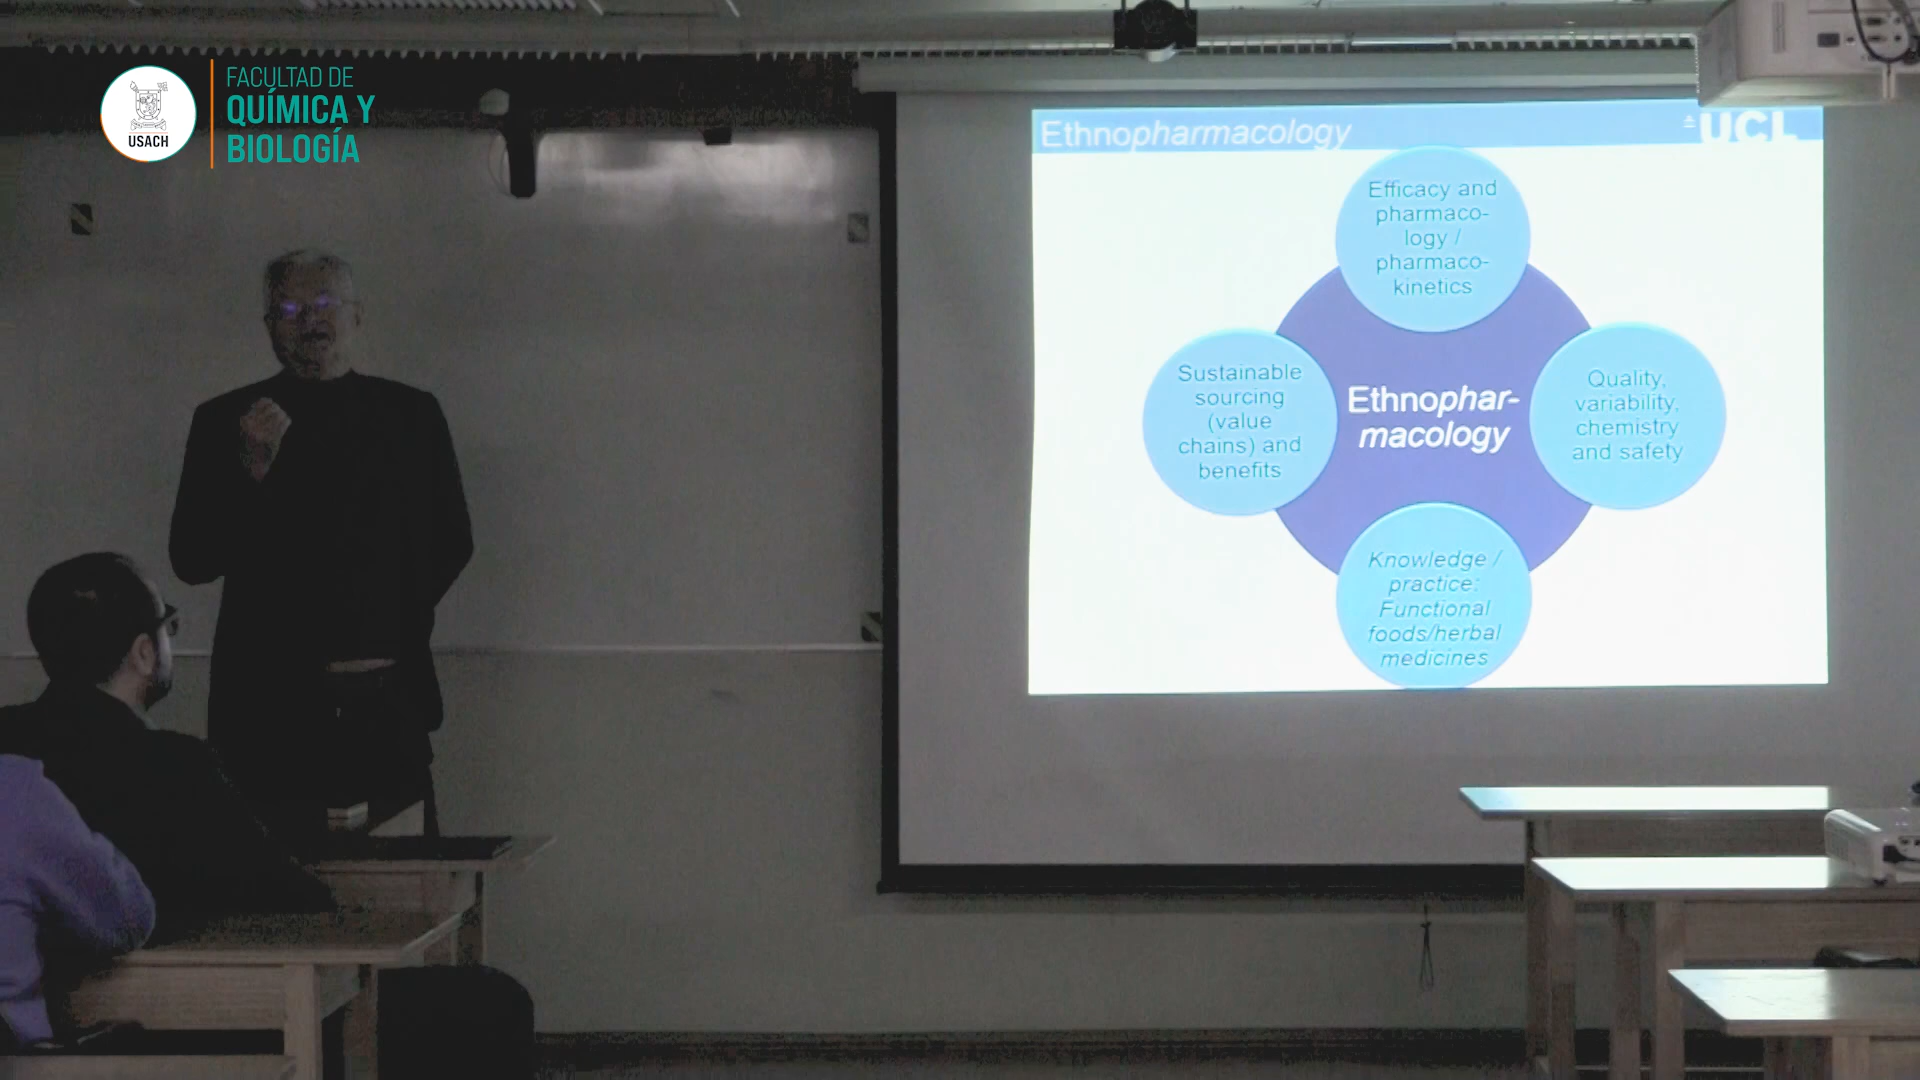 USACH
FACULTAD DE
QUÍMICA Y
BIOLOGÍA
Ethnopharmacology
UCL
Efficacy and
pharmaco-
logy /
pharmaco-
kinetics
Sustainable
sourcing
(value
chains) and
benefits
Ethnophar-
macology
Quality,
variability,
chemistry
and safety
Knowledge /
practice:
Functional
foods/herbal
medicines